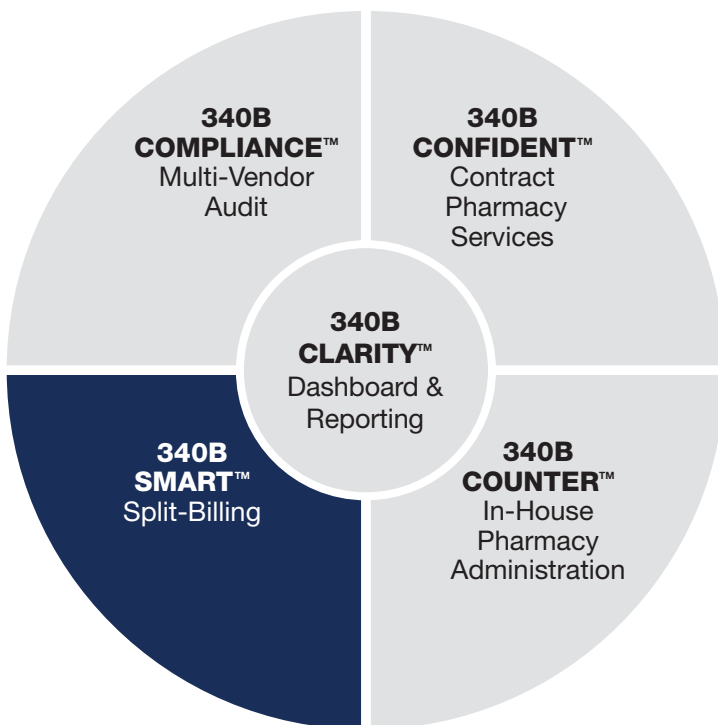 340B
COMPLIANCE™
Multi-Vendor
Audit
340B
CONFIDENT™
Contract
Pharmacy
Services
340B
CLARITY™
Dashboard &
Reporting
340B
SMART™
Split-Billing
340B
COUNTER™
In-House
Pharmacy
Administration